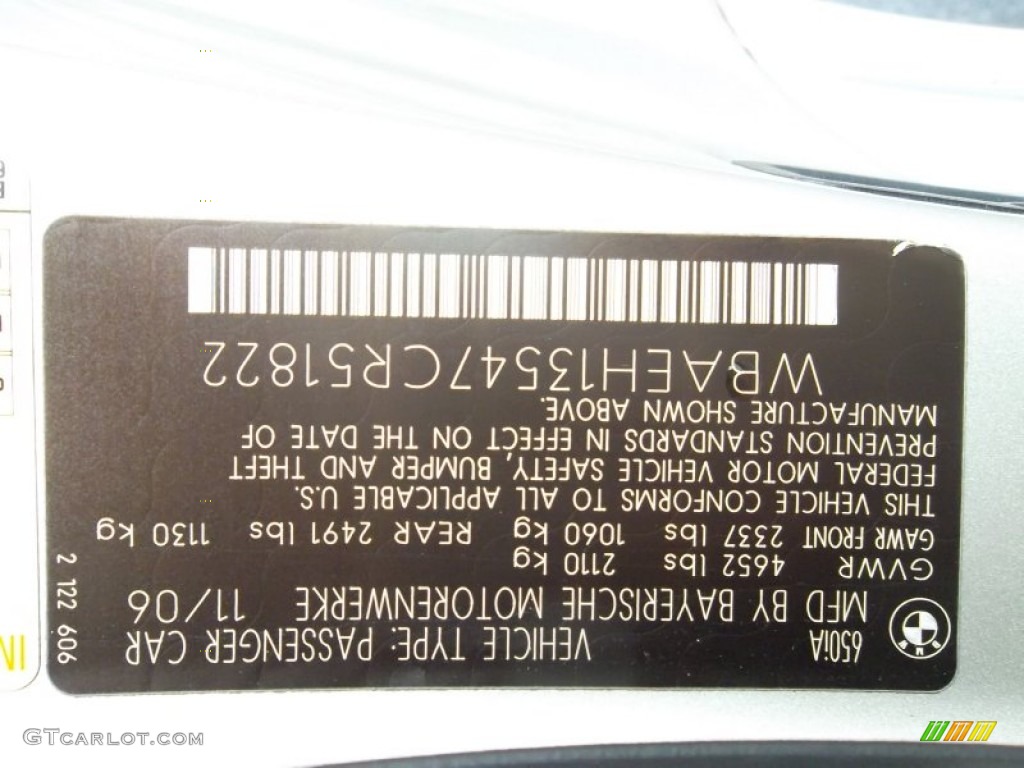 650iA VEHICLE TYPE: PASSENGER CAR
MFD BY BAYERISCHE MOTORENWERKE 11/06
GVWR 4652 lbs 2110 kg
GAWR FRONT 2337 lbs 1060 kg REAR 2491 lbs 1130 kg
THIS VEHICLE CONFORMS TO ALL APPLICABLE U.S.
FEDERAL MOTOR VEHICLE SAFETY, BUMPER AND THEFT
PREVENTION STANDARDS IN EFFECT ON THE DATE OF
MANUFACTURE SHOWN ABOVE.
WBAEH13547CR51822
2 122 606
IN
GTCARLOT.COM